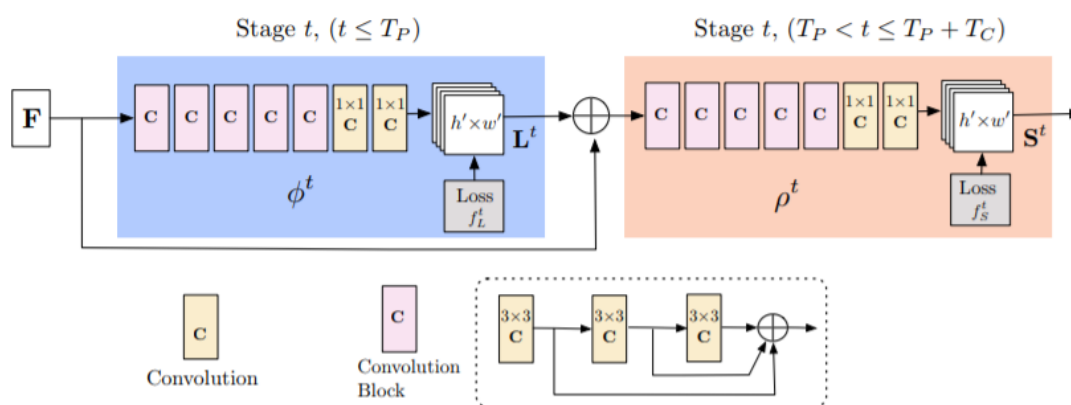 Stage t, (t ≤ T_P)
Stage t, (T_P < t ≤ T_P + T_C)
F
C C C C C 1×1 C 1×1 C
h′×w′
L^t
Loss
f_L^t
ϕ^t
C C C C C 1×1 C 1×1 C
h′×w′
S^t
Loss
f_S^t
ρ^t
C
Convolution
C
Convolution
Block
3×3 3×3 3×3
C C C